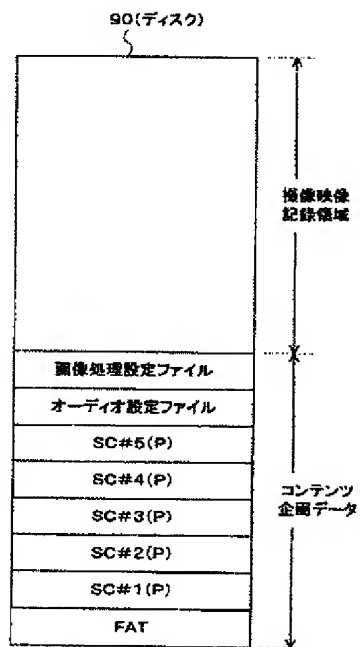 90(ディスク)
撮像映像
記録領域
画像処理設定ファイル
オーディオ設定ファイル
SC#5(P)
SC#4(P)
SC#3(P)
SC#2(P)
SC#1(P)
FAT
コンテンツ
企画データ